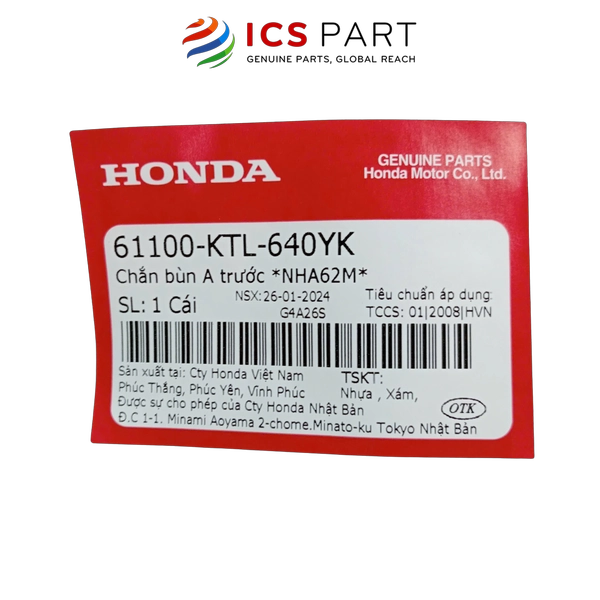 ICS PART
GENUINE PARTS, GLOBAL REACH
HONDA
GENUINE PARTS
Honda Motor Co., Ltd.
61100-KTL-640YK
Chắn bùn A trước *NHA62M*
SL: 1 Cái
NSX:26-01-2024
G4A26S
Tiêu chuẩn áp dụng:
TCCS: 01|2008|HVN
Sản xuất tại: Cty Honda Việt Nam
Phúc Thắng, Phúc Yên, Vĩnh Phúc
Được sự cho phép của Cty Honda Nhật Bản
Đ.C 1-1. Minami Aoyama 2-chome.Minato-ku Tokyo Nhật Bản
TSKT:
Nhựa , Xám,
OTK